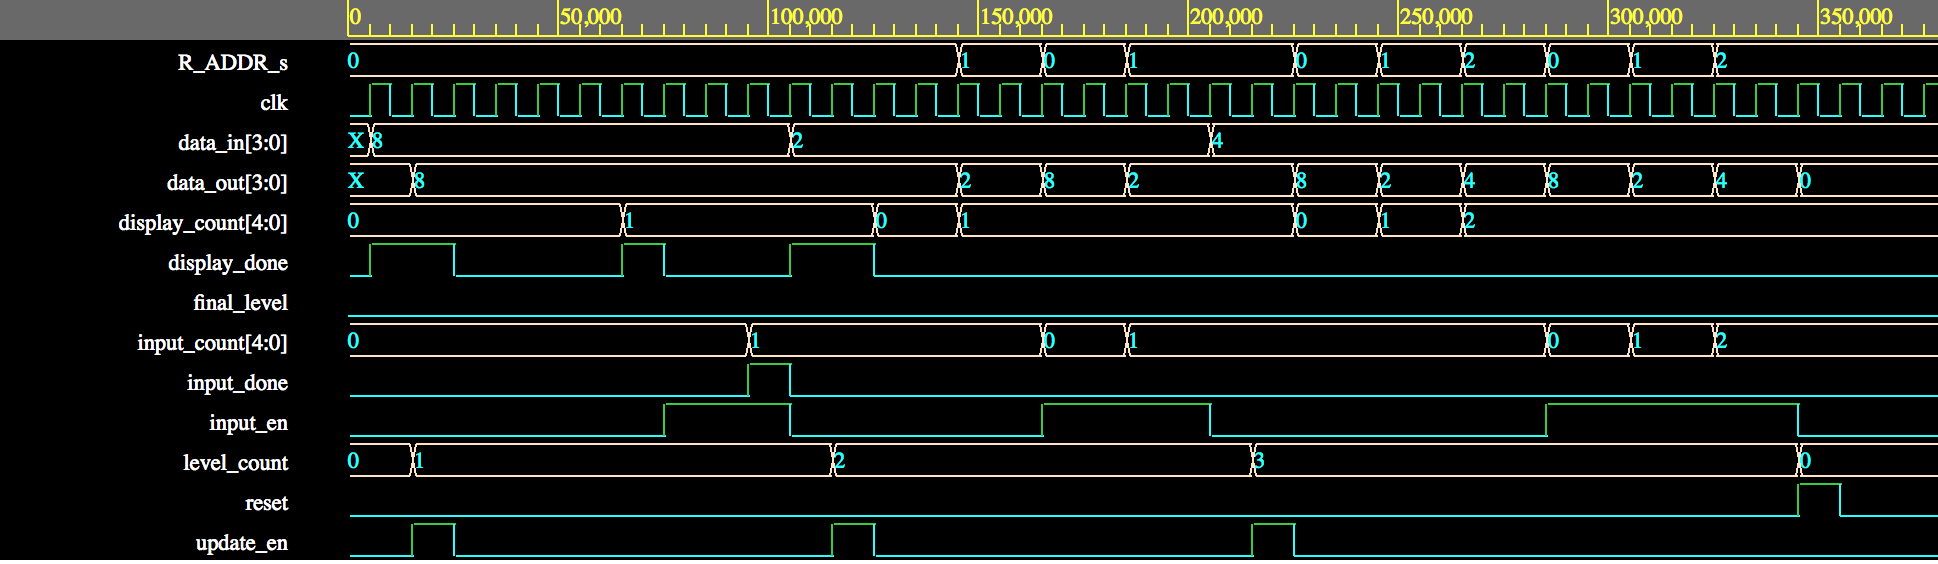 0 50,000 100,000 150,000 200,000 250,000 300,000 350,000
R_ADDR_s 0 1 0 1 0 1 2 0 1 2
clk
data_in[3:0] X 8 2 4
data_out[3:0] X 8 2 8 2 8 2 4 8 2 4 0
display_count[4:0] 0 1 0 1 0 1 2
display_done
final_level
input_count[4:0] 0 1 0 1 0 1 2
input_done
input_en
level_count 0 1 2 3 0
reset
update_en